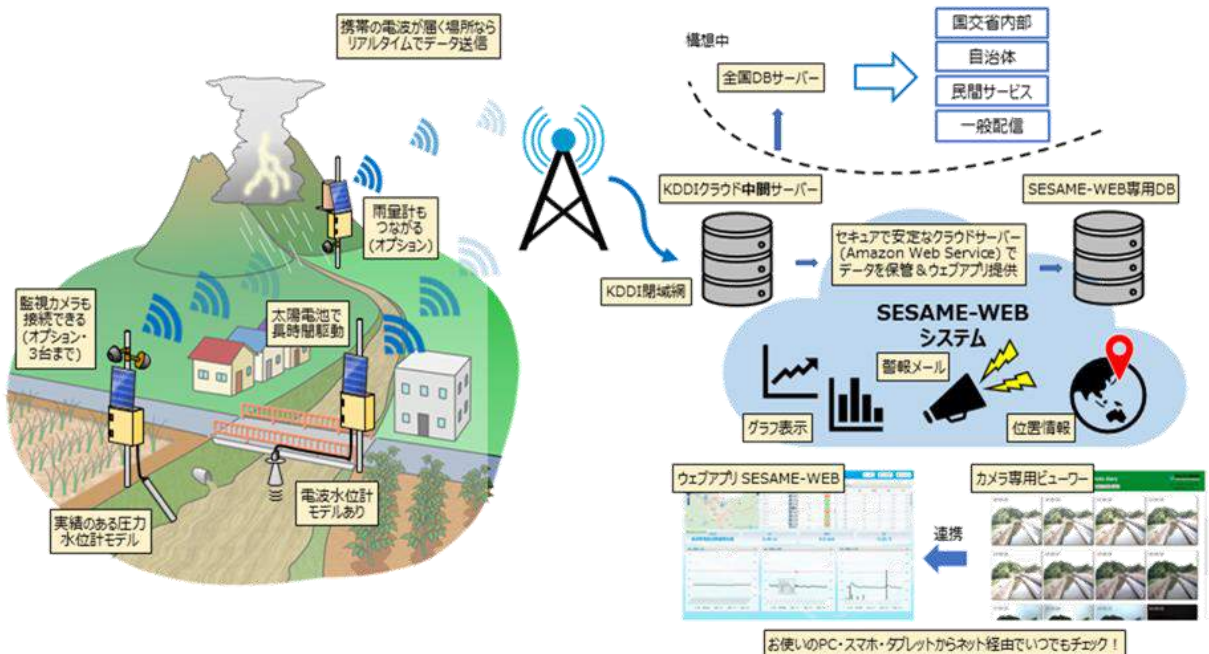 携帯の電波が届く場所なら
リアルタイムでデータ送信
雨量計も
つながる
(オプション)
監視カメラも
接続できる
(オプション・
3台まで)
太陽電池で
長時間駆動
電波水位計
モデルあり
実績のある圧力
水位計モデル
構想中
全国DBサーバー
国交省内部
自治体
民間サービス
一般配信
KDDIクラウド中間サーバー
KDDI閉域網
セキュアで安定なクラウドサーバー
(Amazon Web Service) で
データを保管&ウェブアプリ提供
SESAME-WEB専用DB
SESAME-WEB
システム
グラフ表示
警報メール
位置情報
ウェブアプリ SESAME-WEB
連携
カメラ専用ビューワー
お使いのPC・スマホ・タブレットからネット経由でいつでもチェック！